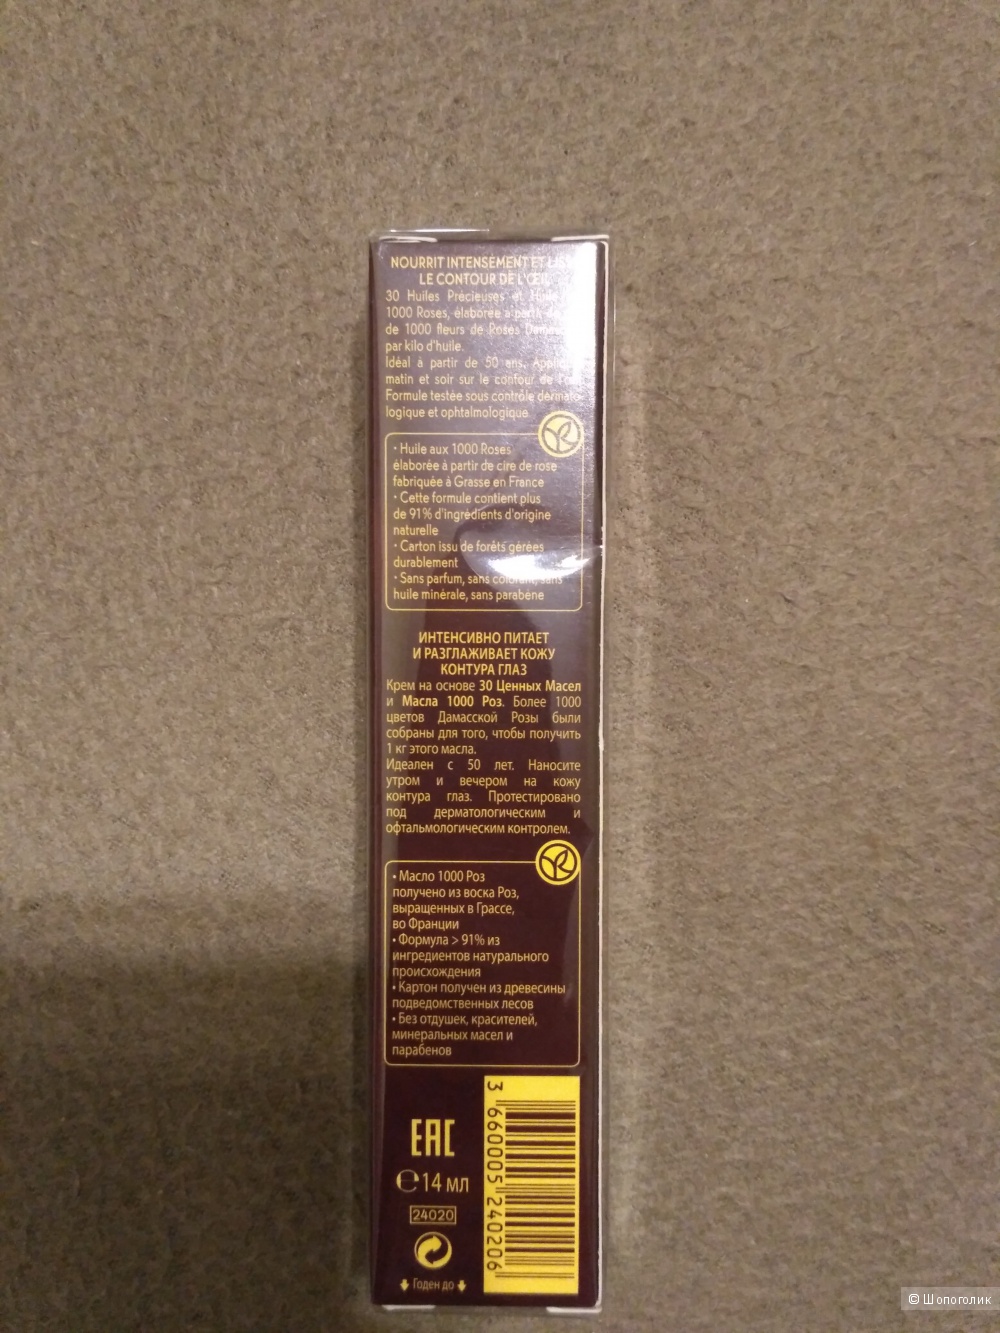 NOURRIT INTENSÉMENT ET
LE CONTOUR DE L'ŒIL
30 Huiles Précieuses et Huile
1000 Roses, élaborée à partir de
de 1000 fleurs de Roses
par kilo d'huile.
Idéal à partir de 50 ans.
matin et soir sur le contour de
Formule testée sous contrôle dermato-
logique et ophtalmologique.
• Huile aux 1000 Roses
élaborée à partir de cire de rose
fabriquée à Grasse en France
• Cette formule contient plus
de 91% d'ingrédients d'origine
naturelle
• Carton issu de forêts gérées
durablement
• Sans parfum, sans colorant, sans
huile minérale, sans parabène
ИНТЕНСИВНО ПИТАЕТ
И РАЗГЛАЖИВАЕТ КОЖУ
КОНТУРА ГЛАЗ
Крем на основе 30 Ценных Масел
и Масла 1000 Роз. Более 1000
цветов Дамасской Розы были
собраны для того, чтобы получить
1 кг этого масла.
Идеален с 50 лет. Наносите
утром и вечером на кожу
контура глаз. Протестировано
под дерматологическим и
офтальмологическим контролем.
• Масло 1000 Роз
получено из воска Роз,
выращенных в Грассе,
во Франции
• Формула > 91% из
ингредиентов натурального
происхождения
• Картон получен из древесины
подведомственных лесов
• Без отдушек, красителей,
минеральных масел и
парабенов
EAC
℮ 14 мл
24020
Годен до
3 660005 240206
© Шопоголик